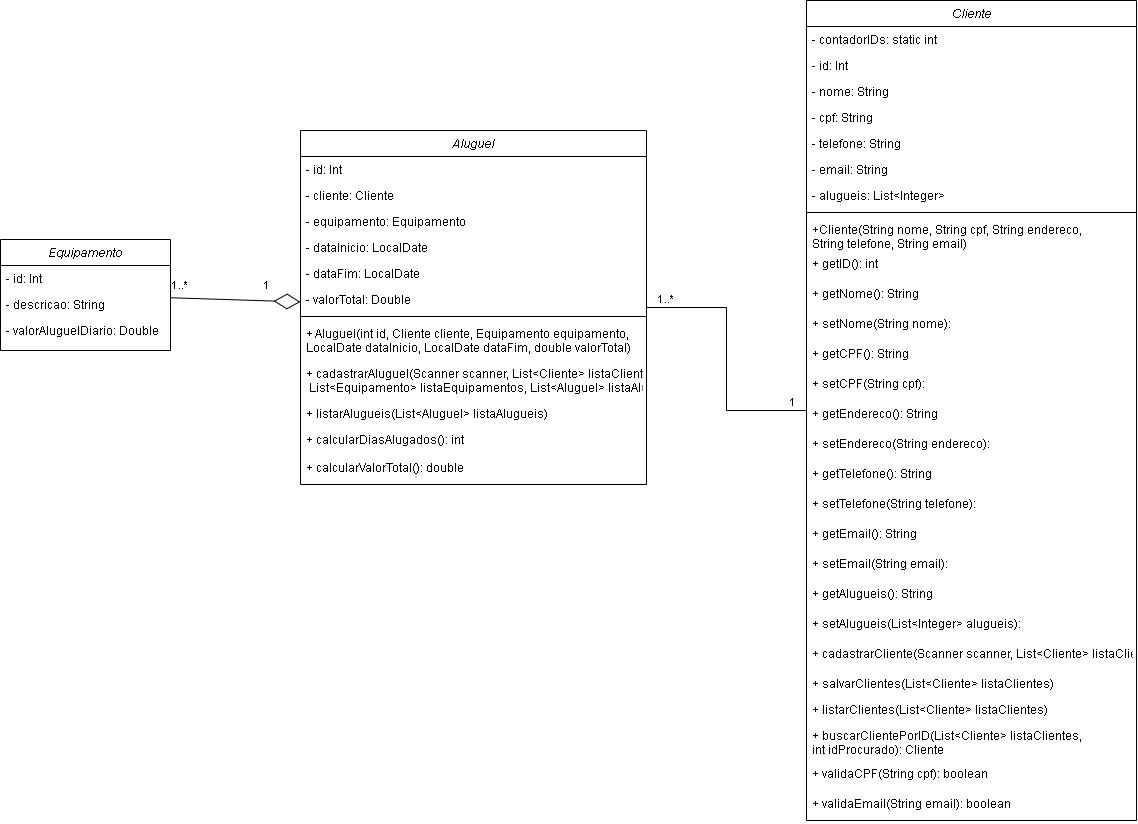 Equipamento
- id: Int
- descricao: String
- valorAluguelDiario: Double
1..*
1
Aluguel
- id: Int
- cliente: Cliente
- equipamento: Equipamento
- dataInicio: LocalDate
- dataFim: LocalDate
- valorTotal: Double
+ Aluguel(int id, Cliente cliente, Equipamento equipamento,
LocalDate dataInicio, LocalDate dataFim, double valorTotal)
+ cadastrarAluguel(Scanner scanner, List<Cliente> listaClient
List<Equipamento> listaEquipamentos, List<Aluguel> listaAlu
+ listarAlugueis(List<Aluguel> listaAlugueis)
+ calcularDiasAlugados(): int
+ calcularValorTotal(): double
1..*
1
Cliente
- contadorIDs: static int
- id: Int
- nome: String
- cpf: String
- telefone: String
- email: String
- alugueis: List<Integer>
+Cliente(String nome, String cpf, String endereco,
String telefone, String email)
+ getID(): int
+ getNome(): String
+ setNome(String nome):
+ getCPF(): String
+ setCPF(String cpf):
+ getEndereco(): String
+ setEndereco(String endereco):
+ getTelefone(): String
+ setTelefone(String telefone):
+ getEmail(): String
+ setEmail(String email):
+ getAlugueis(): String
+ setAlugueis(List<Integer> alugueis):
+ cadastrarCliente(Scanner scanner, List<Cliente> listaClie
+ salvarClientes(List<Cliente> listaClientes)
+ listarClientes(List<Cliente> listaClientes)
+ buscarClientePorID(List<Cliente> listaClientes,
int idProcurado): Cliente
+ validaCPF(String cpf): boolean
+ validaEmail(String email): boolean